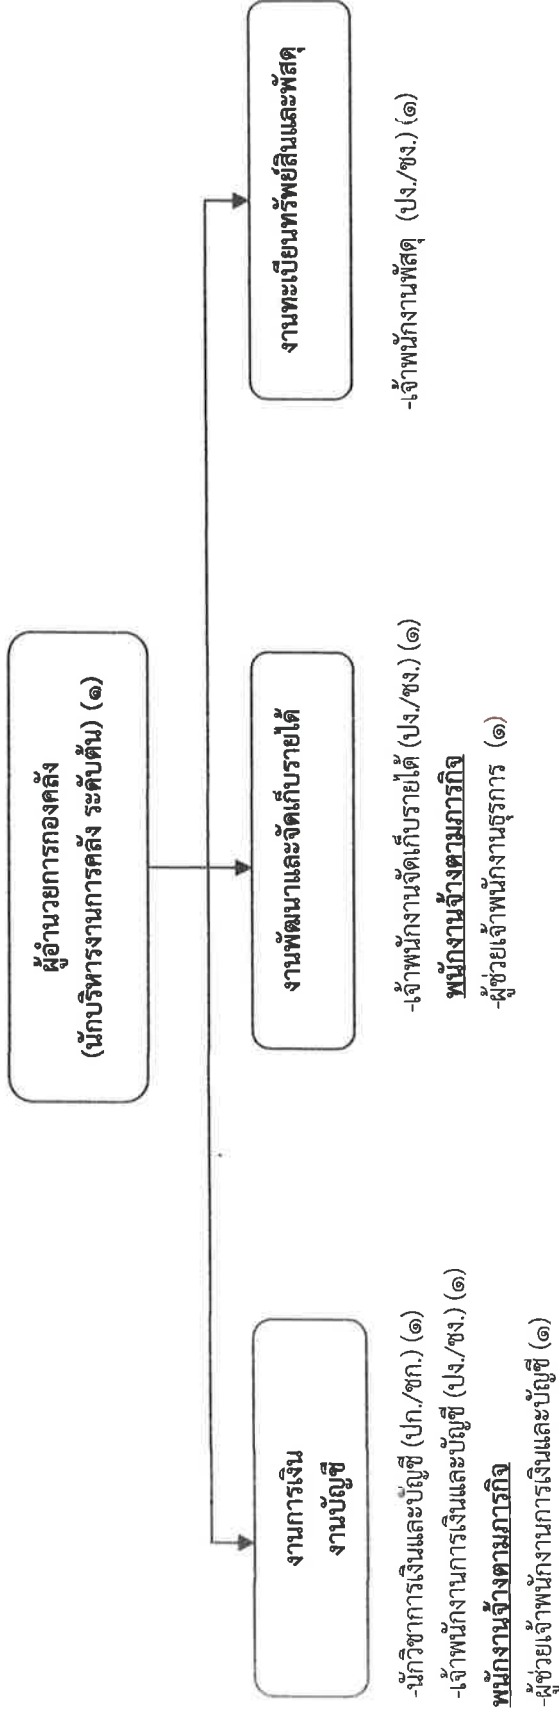 ผู้อำนวยการกองคลัง
(นักบริหารงานการคลัง ระดับต้น) (๑)
งานการเงิน
งานบัญชี
-นักวิชาการเงินและบัญชี (ปก./ชก.) (๑)
-เจ้าพนักงานการเงินและบัญชี (ปง./ชง.) (๑)
พนักงานจ้างตามภารกิจ
-ผู้ช่วยเจ้าพนักงานการเงินและบัญชี (๑)
งานพัฒนาและจัดเก็บรายได้
-เจ้าพนักงานจัดเก็บรายได้ (ปง./ชง.) (๑)
พนักงานจ้างตามภารกิจ
-ผู้ช่วยเจ้าพนักงานธุรการ (๑)
งานทะเบียนทรัพย์สินและพัสดุ
-เจ้าพนักงานพัสดุ (ปง./ชง.) (๑)